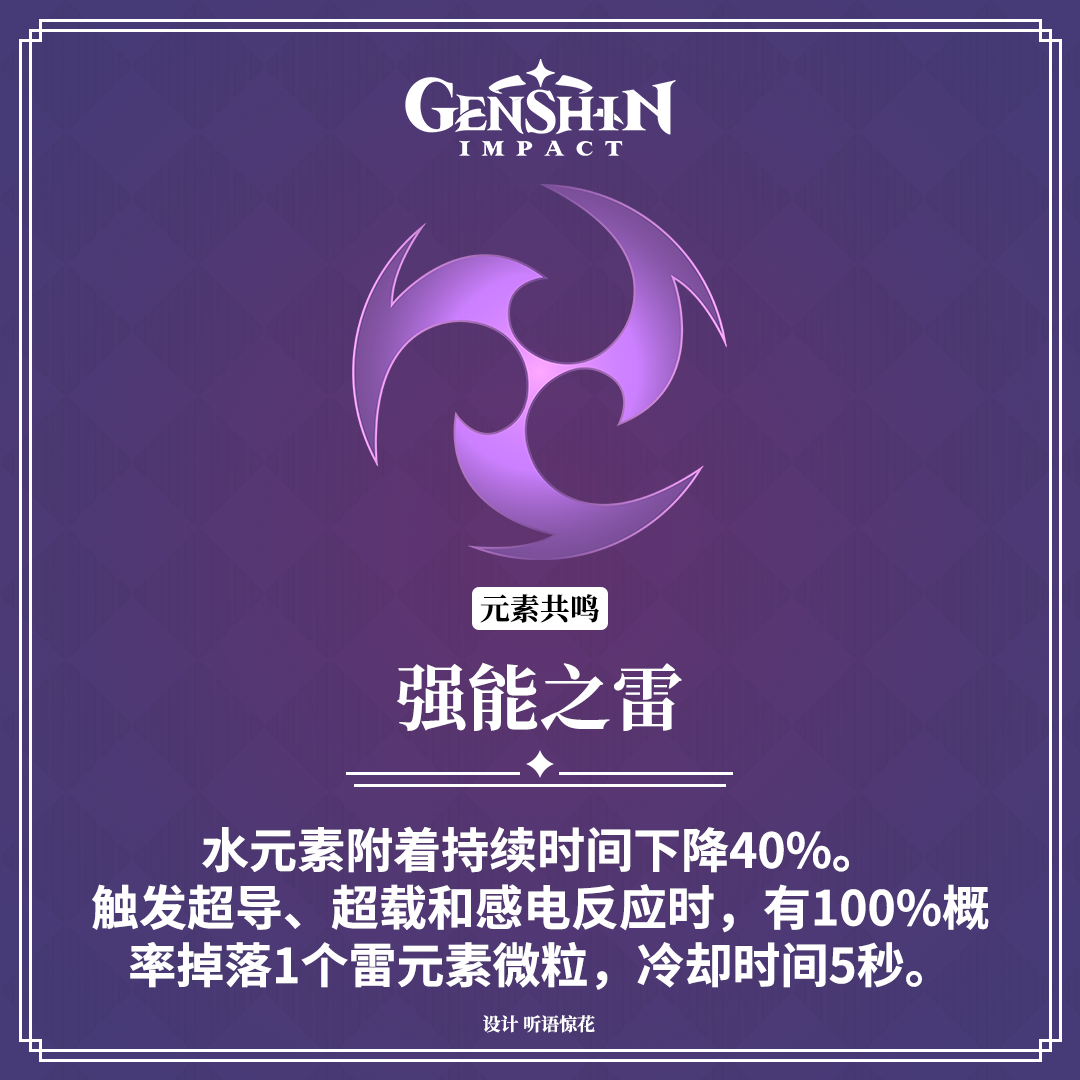 GENSHIN
IMPACT
元素共鸣
强能之雷
水元素附着持续时间下降40%。
触发超导、超载和感电反应时，有100%概
率掉落1个雷元素微粒，冷却时间5秒。
设计 听语惊花